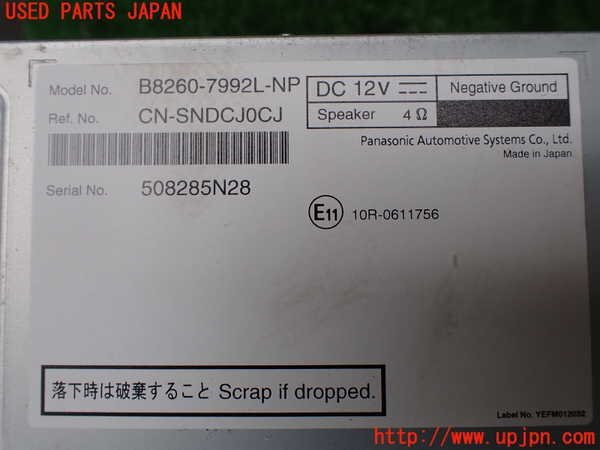 USED PARTS JAPAN
Model No. B8260-7992L-NP
DC 12V
Negative Ground
Ref. No. CN-SNDCJ0CJ
Speaker 4 Ω
Panasonic Automotive Systems Co., Ltd.
Made in Japan
Serial No. 508285N28
E11 10R-0611756
落下時は破棄すること Scrap if dropped.
Label No. YEFM012052
http://www.upjpn.com